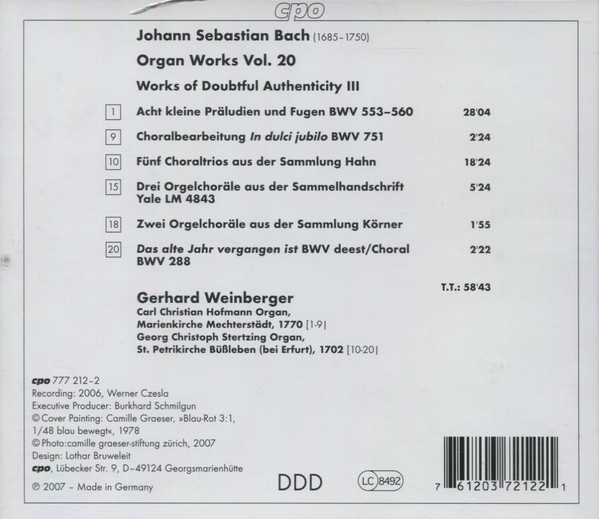 cpo
Johann Sebastian Bach (1685–1750)
Organ Works Vol. 20
Works of Doubtful Authenticity III
1 Acht kleine Präludien und Fugen BWV 553–560 28'04
9 Choralbearbeitung In dulci jubilo BWV 751 2'24
10 Fünf Choraltrios aus der Sammlung Hahn 18'24
15 Drei Orgelchoräle aus der Sammelhandschrift 5'24
Yale LM 4843
18 Zwei Orgelchoräle aus der Sammlung Körner 1'55
20 Das alte Jahr vergangen ist BWV deest/Choral 2'22
BWV 288
T.T.: 58'43
Gerhard Weinberger
Carl Christian Hofmann Organ,
Marienkirche Mechterstädt, 1770 [1-9]
Georg Christoph Stertzing Organ,
St. Petrikirche Büßleben (bei Erfurt), 1702 [10-20]
cpo 777 212–2
Recording: 2006, Werner Czesla
Executive Producer: Burkhard Schmilgun
© Cover Painting: Camille Graeser, »Blau-Rot 3:1,
1/48 blau bewegt«, 1978
© Photo:camille graeser-stiftung zürich, 2007
Design: Lothar Bruweleit
cpo, Lübecker Str. 9, D–49124 Georgsmarienhütte
℗ 2007 – Made in Germany
DDD
LC 8492
7 61203 72122 1